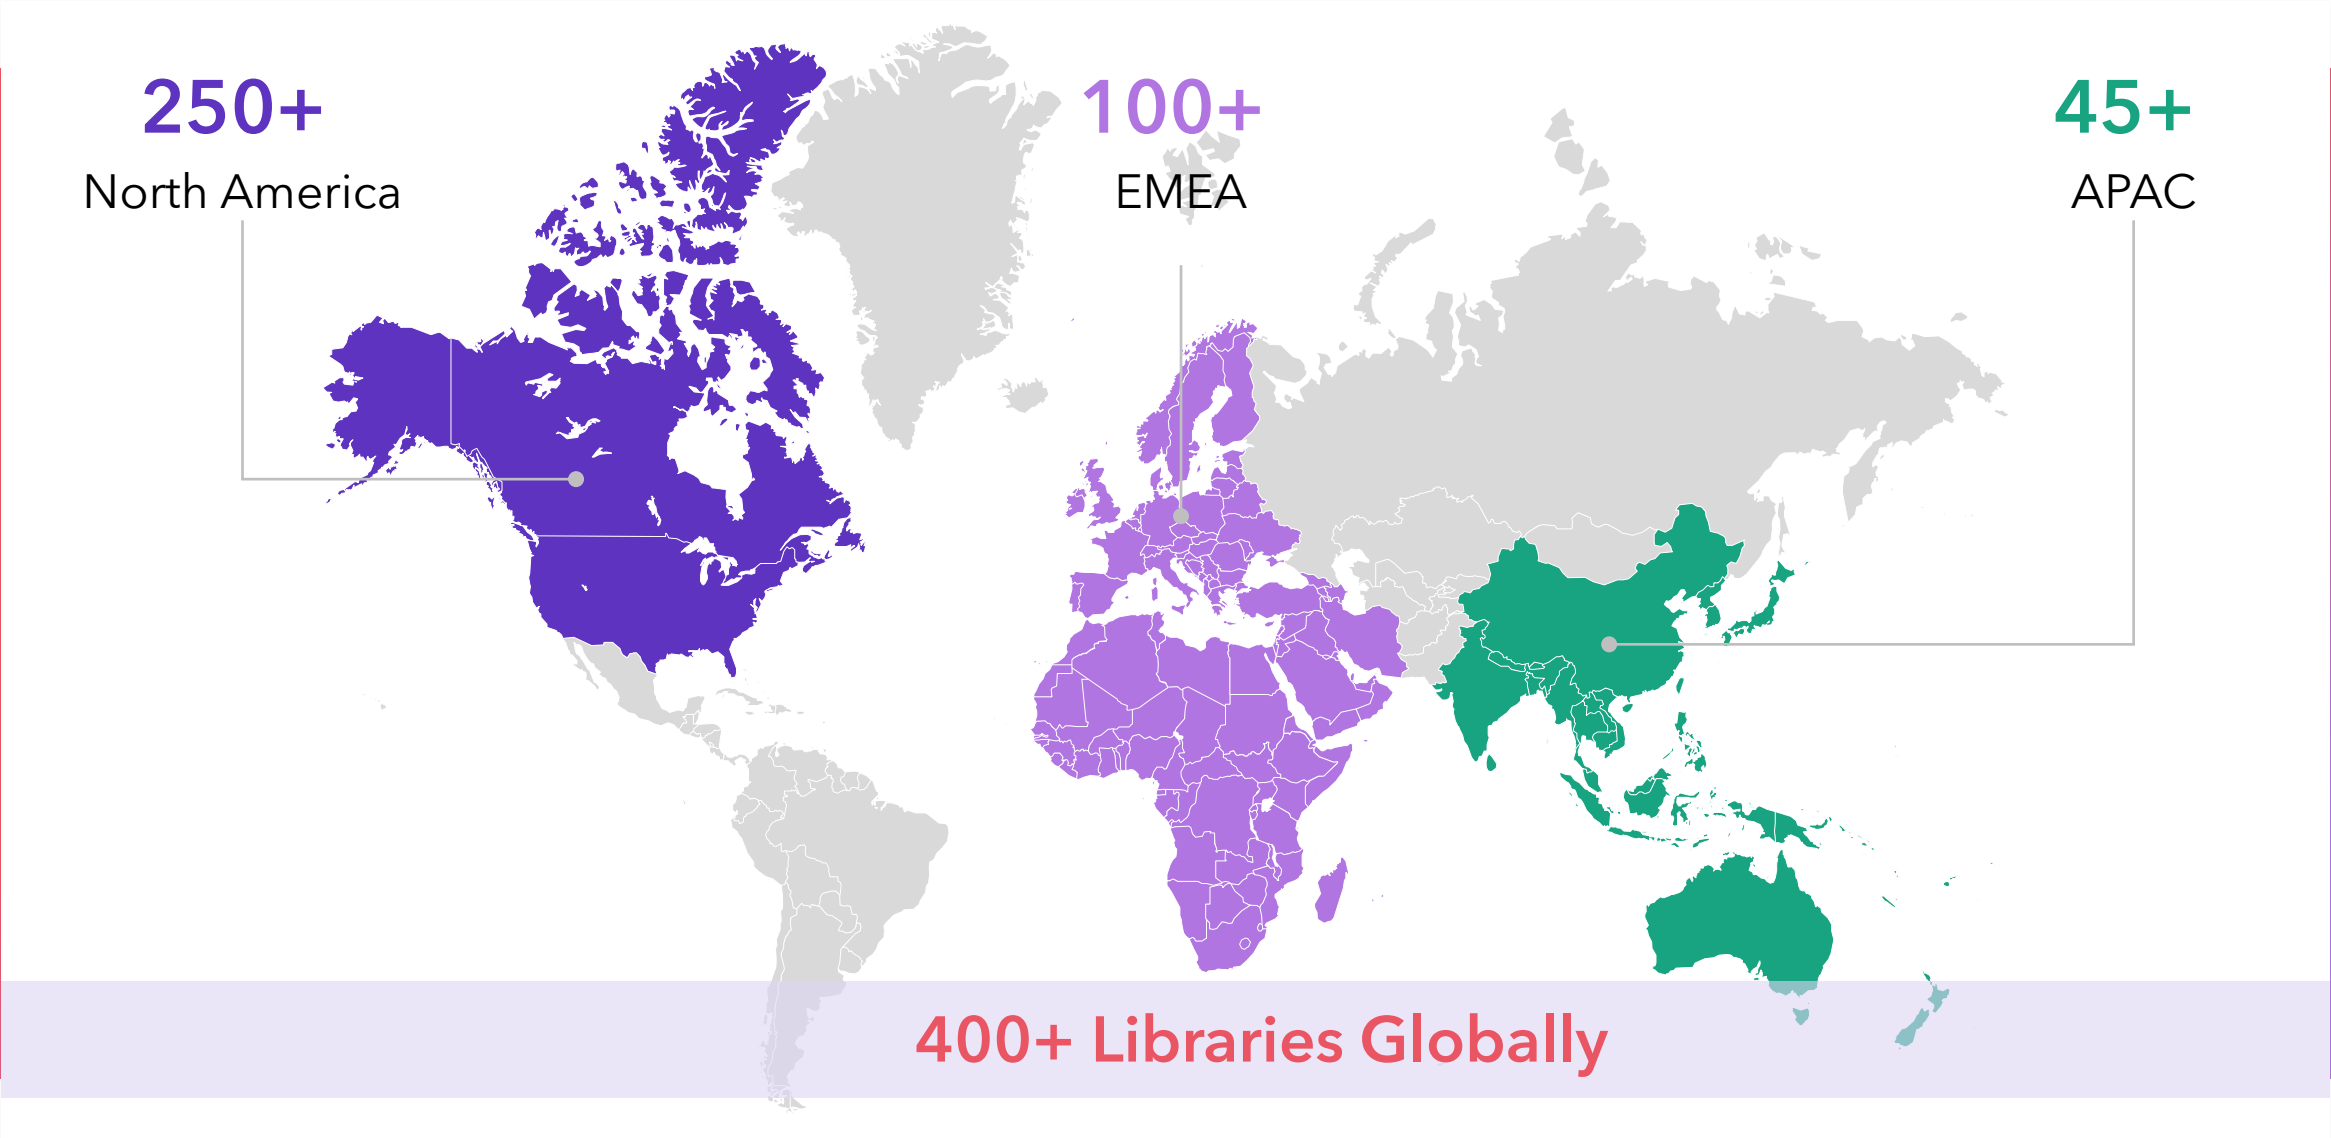 250+
North America
100+
EMEA
45+
APAC
400+ Libraries Globally